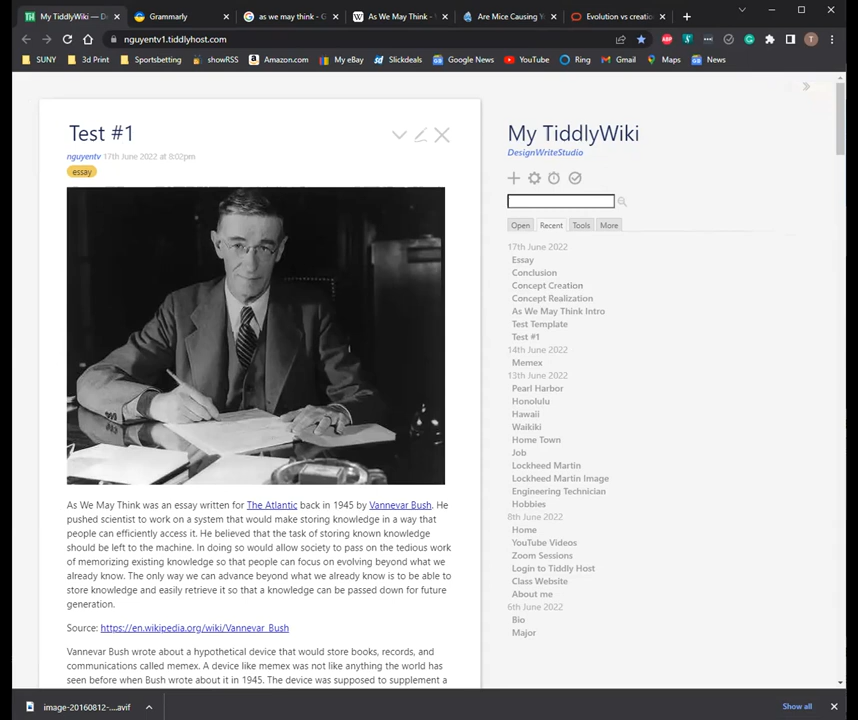 My TiddlyWiki — D
Grammarly
as we may think - G
As We May Think -
Are Mice Causing Y
Evolution vs creatio
nguyentv1.tiddlyhost.com
SUNY
3d Print
Sportsbetting
showRSS
Amazon.com
My eBay
Slickdeals
Google News
YouTube
Ring
Gmail
Maps
News
Test #1
nguyentv 17th June 2022 at 8:02pm
essay
As We May Think was an essay written for The Atlantic back in 1945 by Vannevar Bush. He
pushed scientist to work on a system that would make storing knowledge in a way that
people can efficiently access it. He believed that the task of storing known knowledge
should be left to the machine. In doing so would allow society to pass on the tedious work
of memorizing existing knowledge so that people can focus on evolving beyond what we
already know. The only way we can advance beyond what we already know is to be able to
store knowledge and easily retrieve it so that a knowledge can be passed down for future
generation.
Source: https://en.wikipedia.org/wiki/Vannevar_Bush
Vannevar Bush wrote about a hypothetical device that would store books, records, and
communications called memex. A device like memex was not like anything the world has
seen before when Bush wrote about it in 1945. The device was supposed to supplement a
My TiddlyWiki
DesignWriteStudio
Open
Recent
Tools
More
17th June 2022
Essay
Conclusion
Concept Creation
Concept Realization
As We May Think Intro
Test Template
Test #1
14th June 2022
Memex
13th June 2022
Pearl Harbor
Honolulu
Hawaii
Waikiki
Home Town
Job
Lockheed Martin
Lockheed Martin Image
Engineering Technician
Hobbies
8th June 2022
Home
YouTube Videos
Zoom Sessions
Login to Tiddly Host
Class Website
About me
6th June 2022
Bio
Major
image-20160812-....avif
Show all